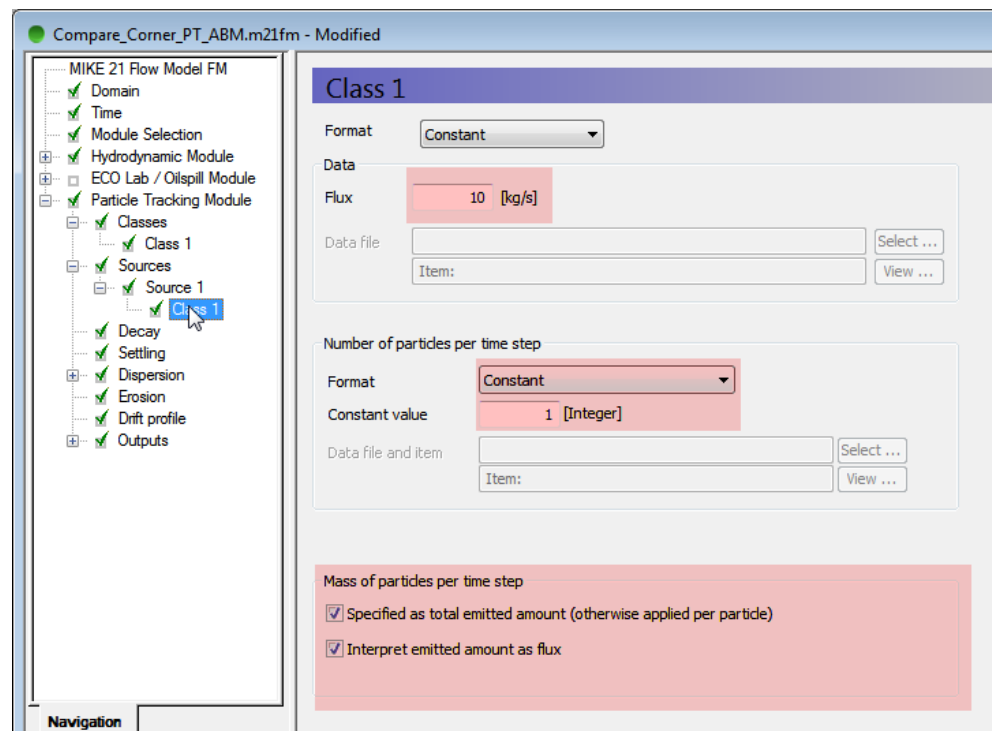 Compare_Corner_PT_ABM.m21fm - Modified
MIKE 21 Flow Model FM
Domain
Time
Module Selection
Hydrodynamic Module
ECO Lab / Oilspill Module
Particle Tracking Module
Classes
Class 1
Sources
Source 1
Class 1
Decay
Settling
Dispersion
Erosion
Drift profile
Outputs
Navigation
Class 1
Format Constant
Data
Flux 10 [kg/s]
Data file Select ...
Item: View ...
Number of particles per time step
Format Constant
Constant value 1 [Integer]
Data file and item Select ...
Item: View ...
Mass of particles per time step
Specified as total emitted amount (otherwise applied per particle)
Interpret emitted amount as flux